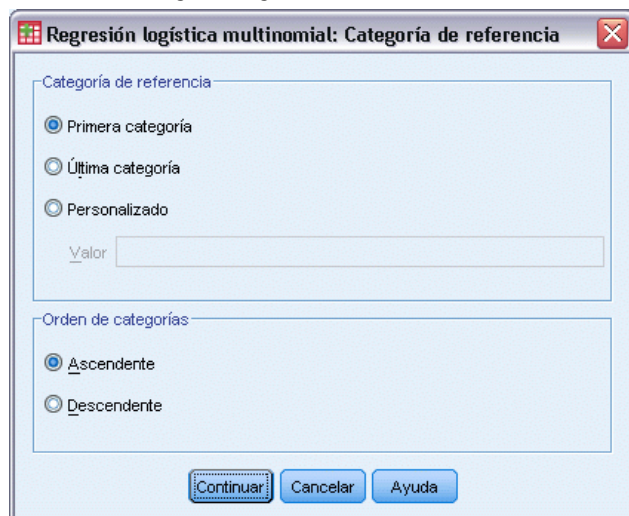 Regresión logística multinomial: Categoría de referencia
Categoría de referencia
Primera categoría
Última categoría
Personalizado
Valor
Orden de categorías
Ascendente
Descendente
Continuar Cancelar Ayuda